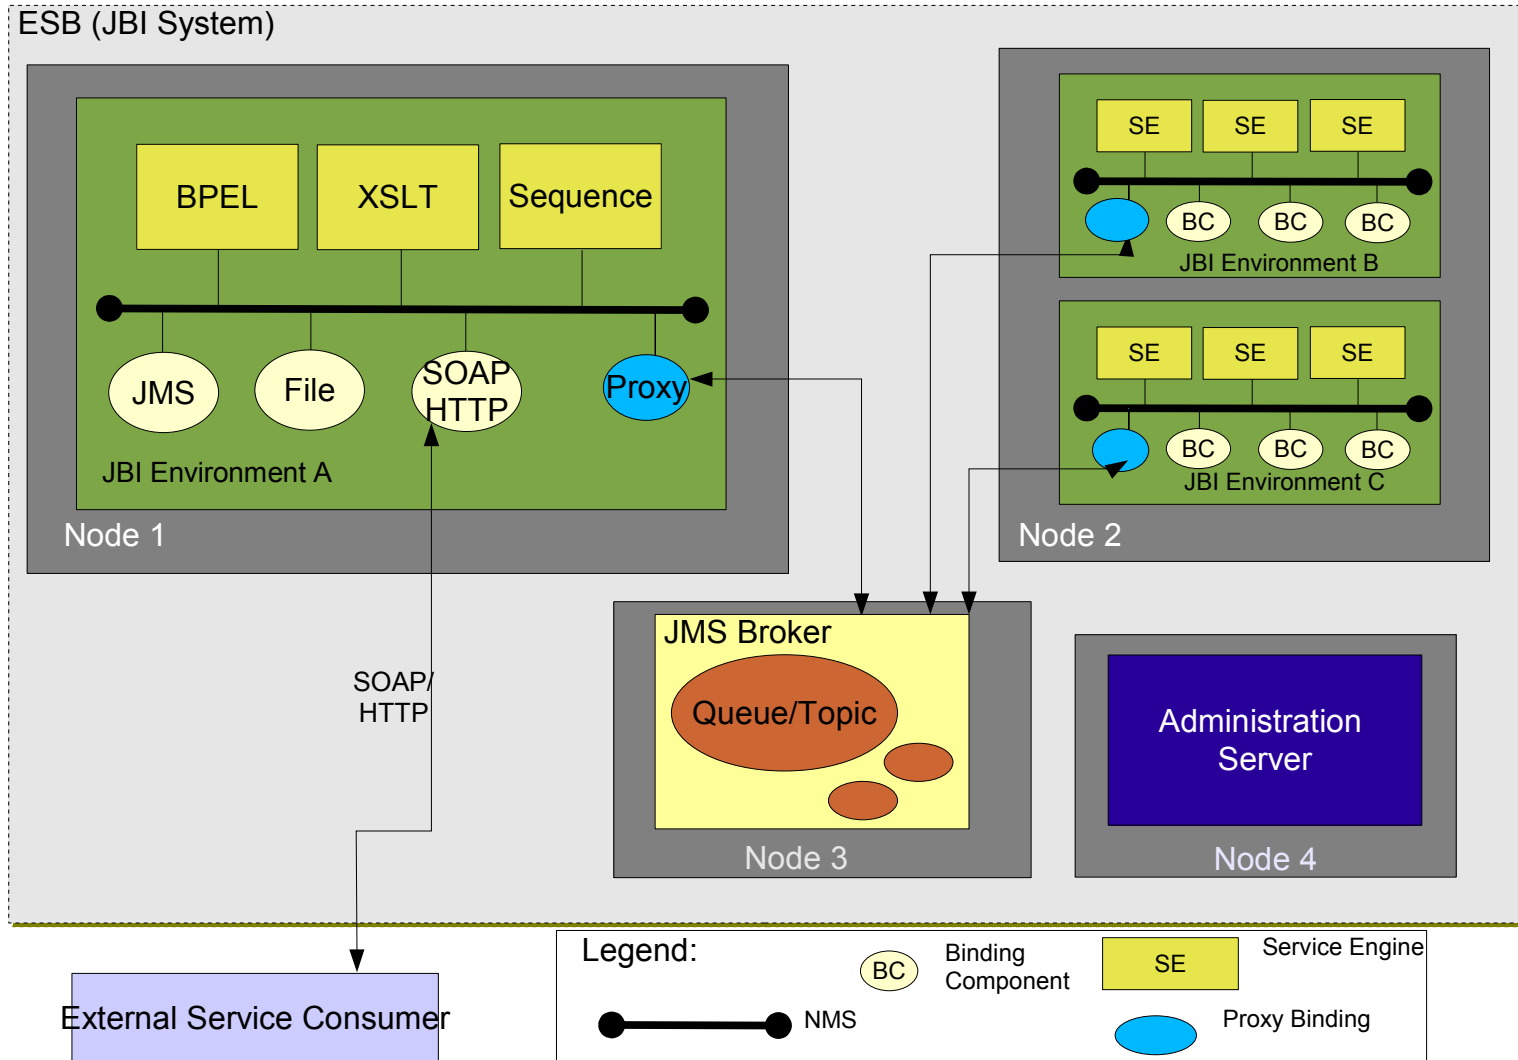 ESB (JBI System)
BPEL
XSLT
Sequence
JMS
File
SOAP
HTTP
Proxy
JBI Environment A
Node 1
SE
SE
SE
BC
BC
BC
JBI Environment B
SE
SE
SE
BC
BC
BC
JBI Environment C
Node 2
SOAP/
HTTP
JMS Broker
Queue/Topic
Node 3
Administration
Server
Node 4
External Service Consumer
Legend:
BC
Binding
Component
SE
Service Engine
NMS
Proxy Binding